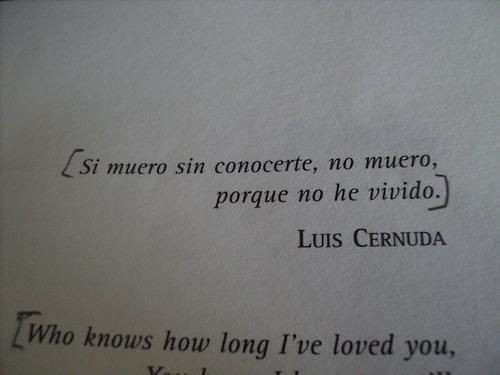 [Si muero sin conocerte, no muero,
porque no he vivido.]
LUIS CERNUDA
[Who knows how long I've loved you,